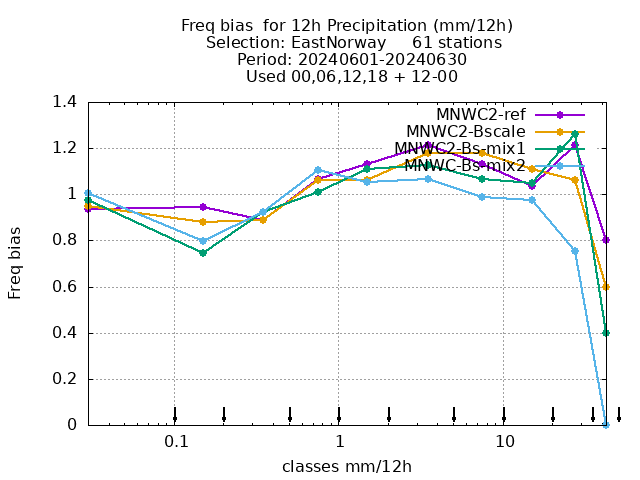 Freq bias  for 12h Precipitation (mm/12h)
Selection: EastNorway     61 stations
Period: 20240601-20240630
Used 00,06,12,18 + 12-00
MNWC2-ref
MNWC2-Bscale
MNWC2-Bs-mix1
MNWC-Bs-mix2
1.4
1.2
1
0.8
0.6
0.4
0.2
0
Freq bias
0.1
1
10
classes mm/12h